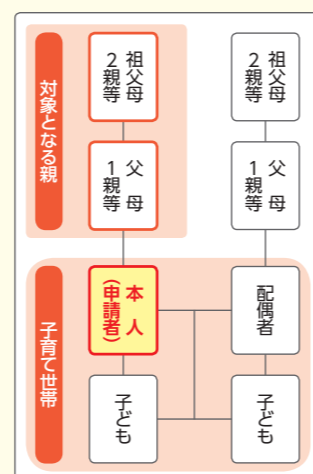 対象となる親
祖父母
2親等
祖父母
2親等
父母
1親等
父母
1親等
子育て世帯
本人
(申請者)
配偶者
子ども
子ども